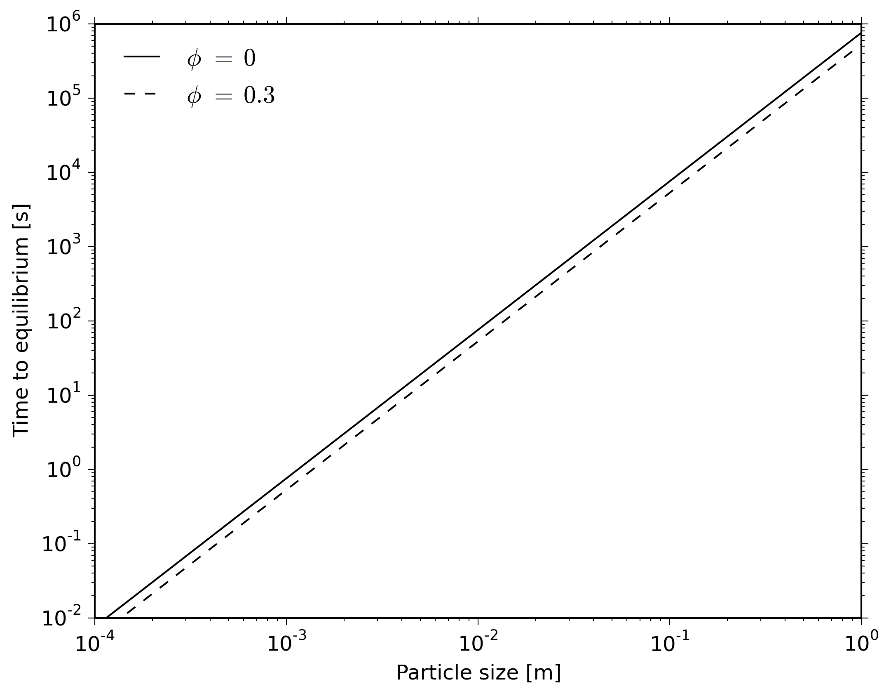 10^6
ϕ = 0
ϕ = 0.3
10^5
10^4
10^3
10^2
10^1
10^0
10^-1
10^-2
Time to equilibrium [s]
10^-4 10^-3 10^-2 10^-1 10^0
Particle size [m]